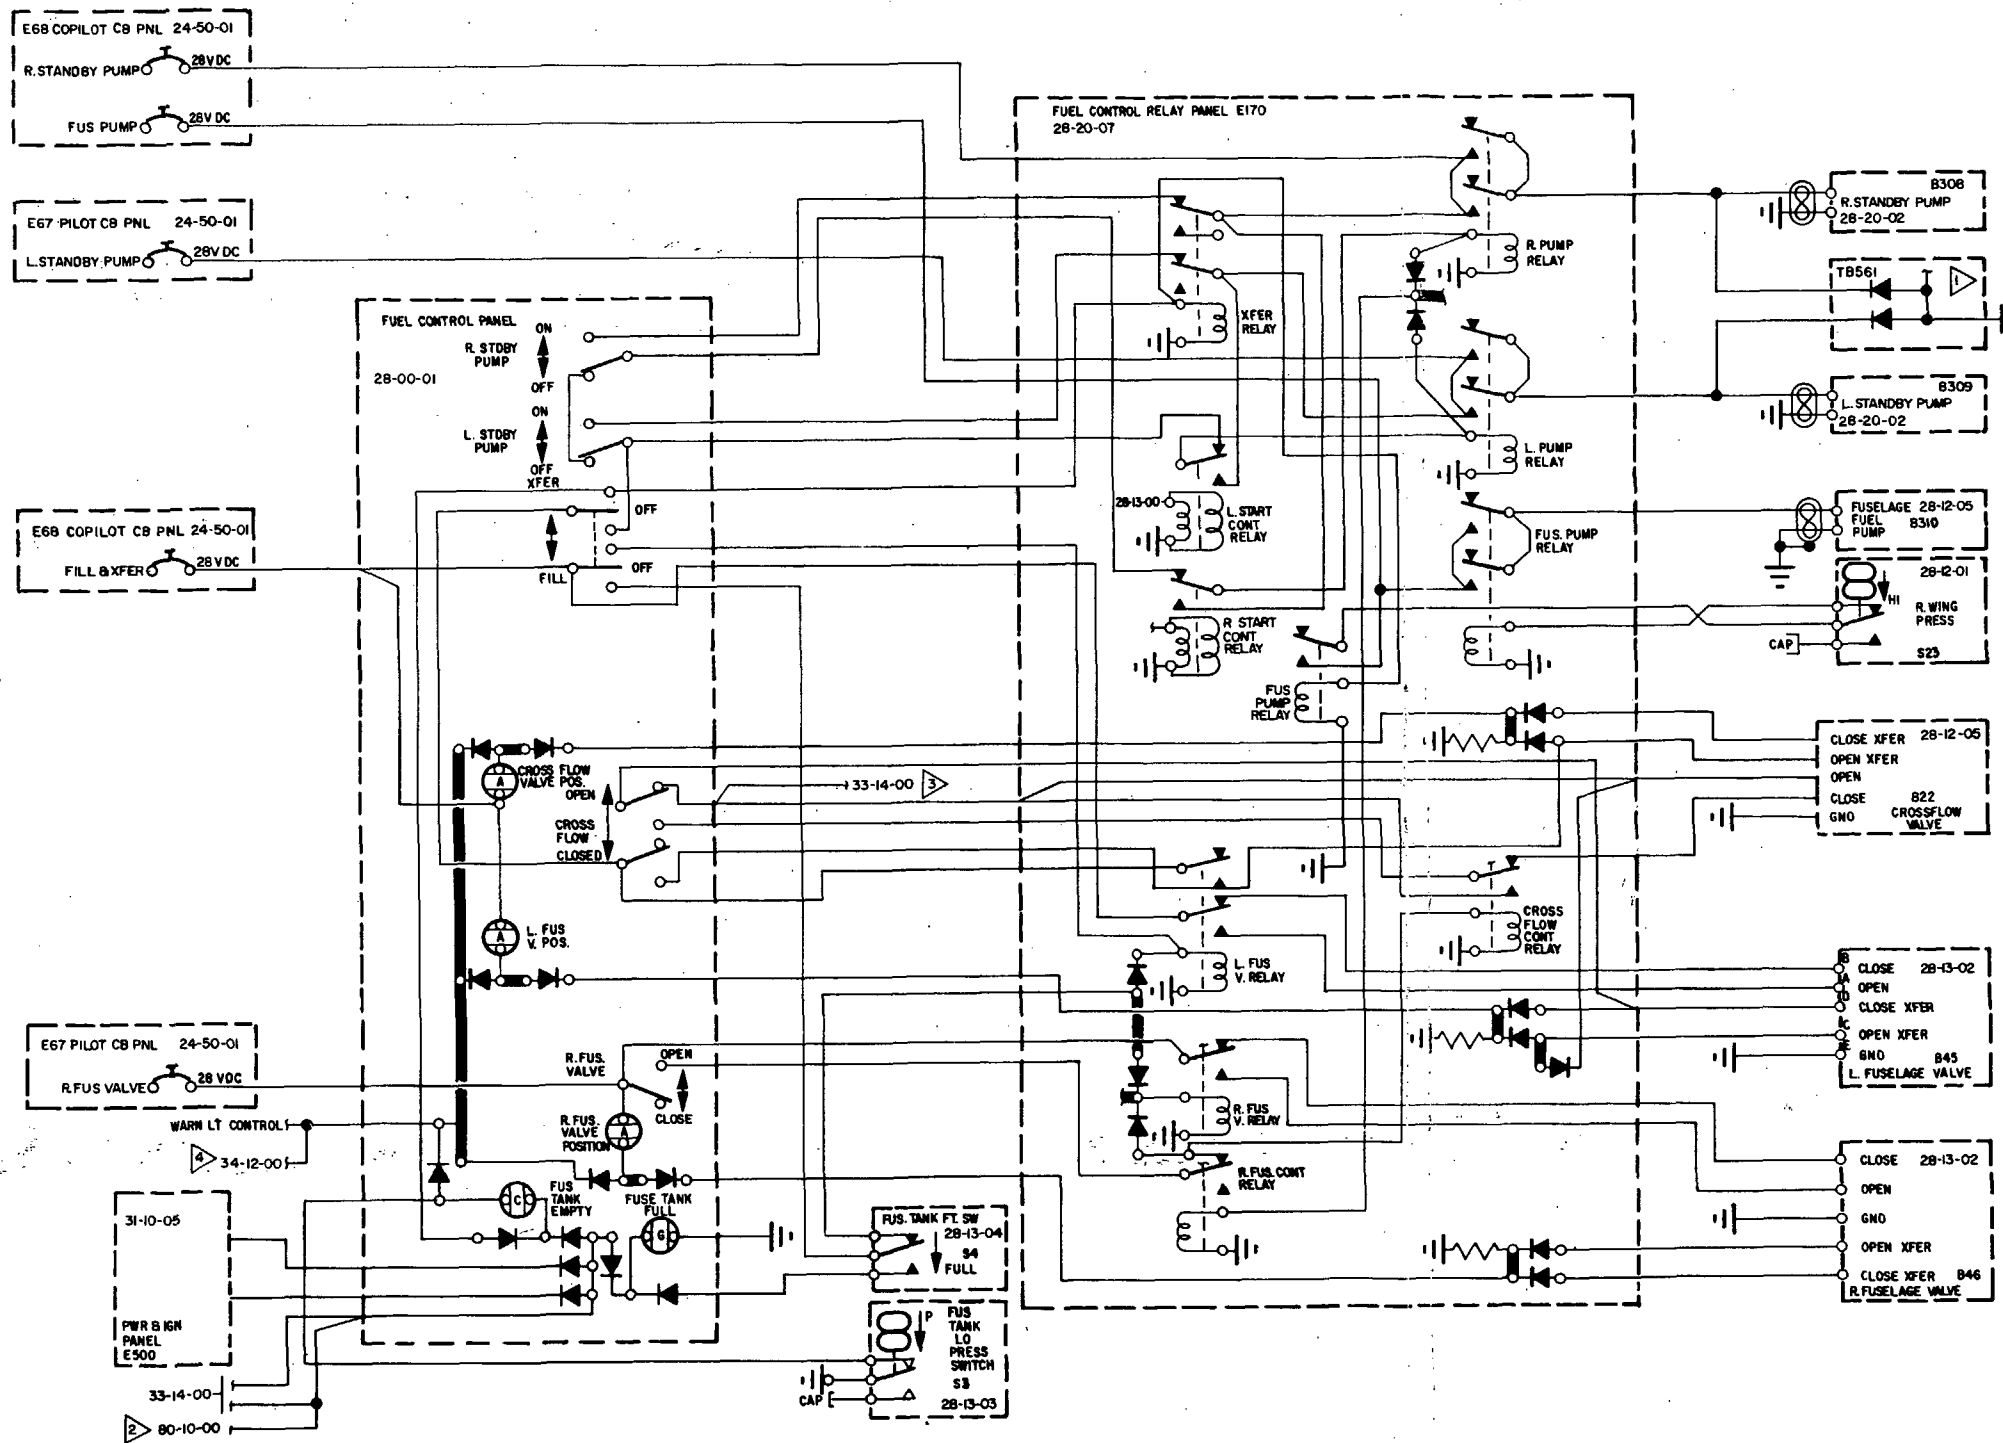 E68 COPILOT CB PNL 24-50-01
R.STANDBY PUMP 28VDC
FUS PUMP 28VDC
E67 PILOT CB PNL 24-50-01
L.STANDBY PUMP 28VDC
E68 COPILOT CB PNL 24-50-01
FILL & XFER 28VDC
E67 PILOT CB PNL 24-50-01
R.FUS VALVE 28 VDC
WARN LT CONTROL
4 34-12-00
31-10-05
PWR & IGN
PANEL
E500
33-14-00
2 80-10-00
FUEL CONTROL PANEL
28-00-01
ON
R. STDBY
PUMP
OFF
ON
L. STDBY
PUMP
OFF
XFER
OFF
FILL
OFF
A
CROSS FLOW
VALVE POS.
OPEN
CROSS
FLOW
CLOSED
33-14-00 3
A
L. FUS
V. POS.
R.FUS.
VALVE
OPEN
CLOSE
R.FUS.
VALVE
POSITION
A
C
FUS
TANK
EMPTY
FUSE TANK
FULL
G
FUS. TANK FT. SW
28-13-04
S4
FULL
P
FUS
TANK
LO
PRESS
SWITCH
S3
28-13-03
CAP
FUEL CONTROL RELAY PANEL E170
28-20-07
XFER
RELAY
R. PUMP
RELAY
L. PUMP
RELAY
28-13-00
L.START
CONT
RELAY
FUS. PUMP
RELAY
R START
CONT
RELAY
FUS
PUMP
RELAY
CROSS
FLOW
CONT
RELAY
L. FUS
V. RELAY
R. FUS
V. RELAY
R. FUS. CONT
RELAY
B308
R.STANDBY PUMP
28-20-02
TB561 1
B309
L.STANDBY PUMP
28-20-02
FUSELAGE 28-12-05
FUEL
PUMP
B310
28-12-01
HI
R. WING
PRESS
CAP
S23
CLOSE XFER 28-12-05
OPEN XFER
OPEN
CLOSE
GND
B22
CROSSFLOW
VALVE
B CLOSE 28-13-02
A OPEN
D CLOSE XFER
C OPEN XFER
E GND
B45
L. FUSELAGE VALVE
CLOSE 28-13-02
OPEN
GND
OPEN XFER
CLOSE XFER B46
R.FUSELAGE VALVE